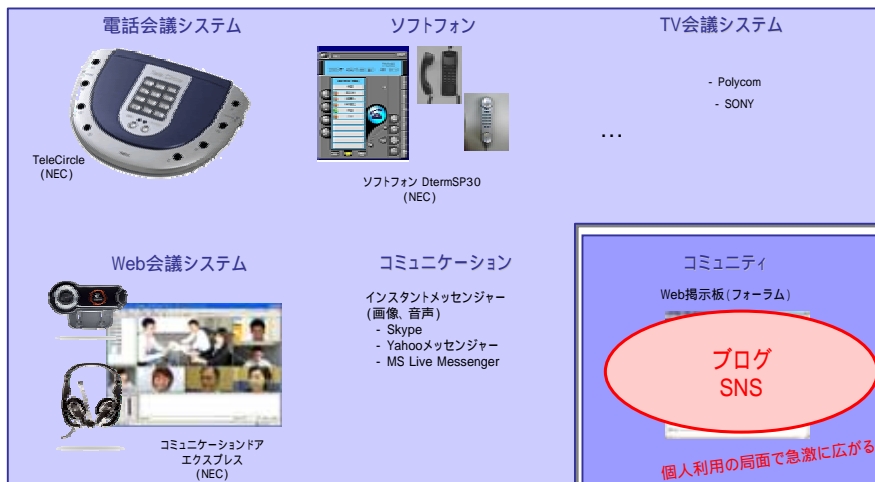 電話会議システム
TeleCircle
(NEC)
ソフトフォン
ソフトフォン DtermSP30
(NEC)
TV会議システム
- Polycom
- SONY
…
Web会議システム
コミュニケーションドア
エクスプレス
(NEC)
コミュニケーション
インスタントメッセンジャー
(画像、音声)
- Skype
- Yahooメッセンジャー
- MS Live Messenger
コミュニティ
Web掲示板(フォーラム)
ブログ
SNS
個人利用の局面で急激に広がる